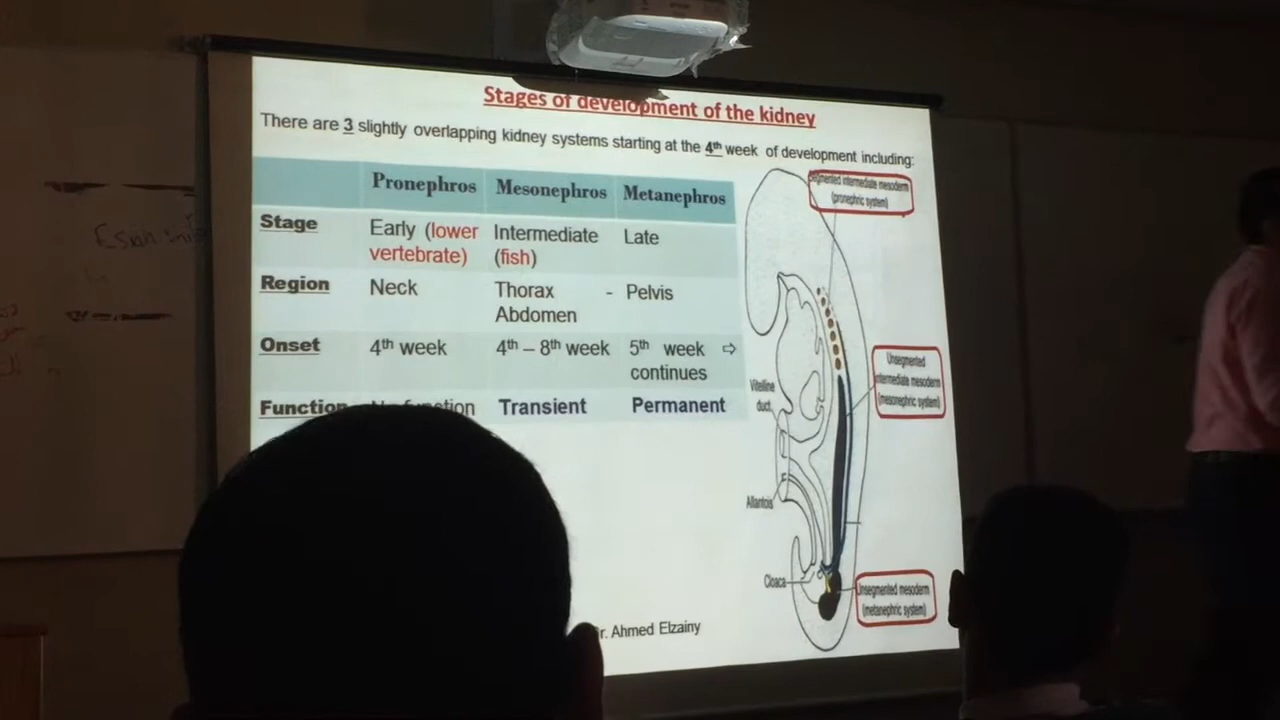 Stages of development of the kidney
There are 3 slightly overlapping kidney systems starting at the 4th week of development including:
Pronephros Mesonephros Metanephros
Stage Early (lower vertebrate) Intermediate (fish) Late
Region Neck Thorax - Abdomen Pelvis
Onset 4th week 4th – 8th week 5th week ⇨ continues
Function Transient Permanent
Segmented intermediate mesoderm
(pronephric system)
Unsegmented
intermediate mesoderm
(mesonephric system)
Vitelline
duct
Allantois
Cloaca
Unsegmented mesoderm
(metanephric system)
r. Ahmed Elzainy